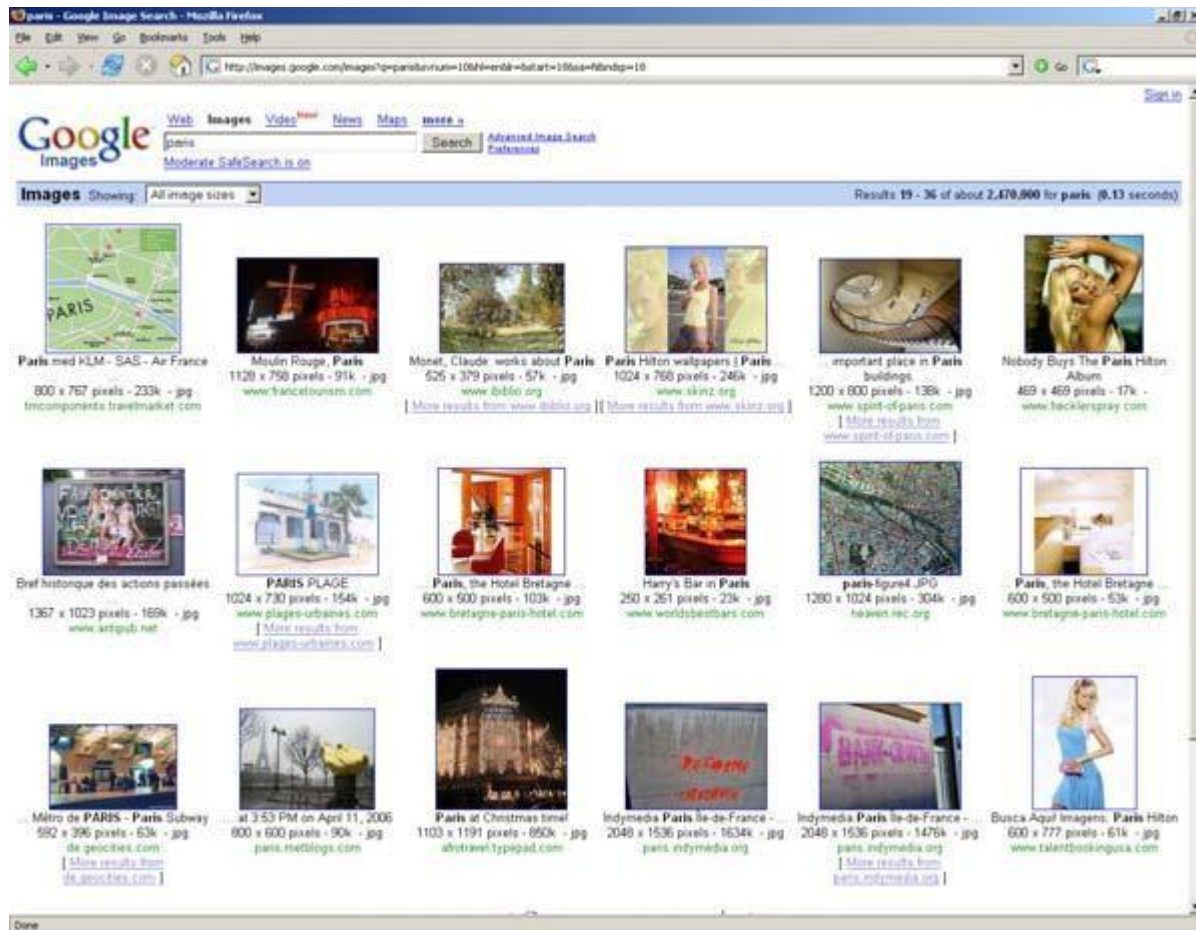 paris - Google Image Search - Mozilla Firefox
File Edit View Go Bookmarks Tools Help
Go
Sign in
Web Images Video New! News Maps more »
Google
Images
paris
Search
Advanced Image Search
Preferences
Moderate SafeSearch is on
Images Showing: All image sizes
Results 19 - 36 of about 2,470,000 for paris. (0.13 seconds)
PARIS
Paris med KLM - SAS - Air France
800 x 767 pixels - 233k - jpg
tmcomponents.travelmarket.com
Moulin Rouge, Paris
1128 x 758 pixels - 91k - jpg
www.francetourism.com
Monet, Claude: works about Paris
525 x 379 pixels - 57k - jpg
www.ibiblio.org
[ More results from www.ibiblio.org ]
Paris Hilton wallpapers | Paris ...
1024 x 768 pixels - 246k - jpg
www.skinz.org
[ More results from www.skinz.org ]
... important place in Paris
buildings.
1200 x 800 pixels - 138k - jpg
www.spirit-of-paris.com
[ More results from
www.spirit-of-paris.com ]
Nobody Buys The Paris Hilton
Album
469 x 469 pixels - 17k -
www.hecklerspray.com
Bref historique des actions passées
1367 x 1023 pixels - 169k - jpg
www.antipub.net
PARIS PLAGE
1024 x 730 pixels - 154k - jpg
www.plages-urbaines.com
[ More results from
www.plages-urbaines.com ]
... Paris, the Hotel Bretagne ...
600 x 500 pixels - 103k - jpg
www.bretagne-paris-hotel.com
Harry's Bar in Paris
250 x 251 pixels - 23k - jpg
www.worldsbestbars.com
paris-figure4.JPG
1280 x 1024 pixels - 304k - jpg
heaven.rec.org
... Paris, the Hotel Bretagne ...
600 x 500 pixels - 53k - jpg
www.bretagne-paris-hotel.com
... Métro de PARIS - Paris Subway
592 x 396 pixels - 63k - jpg
de.geocities.com
[ More results from
de.geocities.com ]
... at 3:53 PM on April 11, 2006
800 x 600 pixels - 90k - jpg
paris.metblogs.com
Paris at Christmas time!
1103 x 1191 pixels - 850k - jpg
afrotravel.typepad.com
Indymedia Paris Île-de-France - ...
2048 x 1536 pixels - 1634k - jpg
paris.indymedia.org
Indymedia Paris Île-de-France - ...
2048 x 1536 pixels - 1476k - jpg
paris.indymedia.org
[ More results from
paris.indymedia.org ]
Busca Aqui! Imagens: Paris Hilton
600 x 777 pixels - 61k - jpg
www.talentbookingusa.com
Done